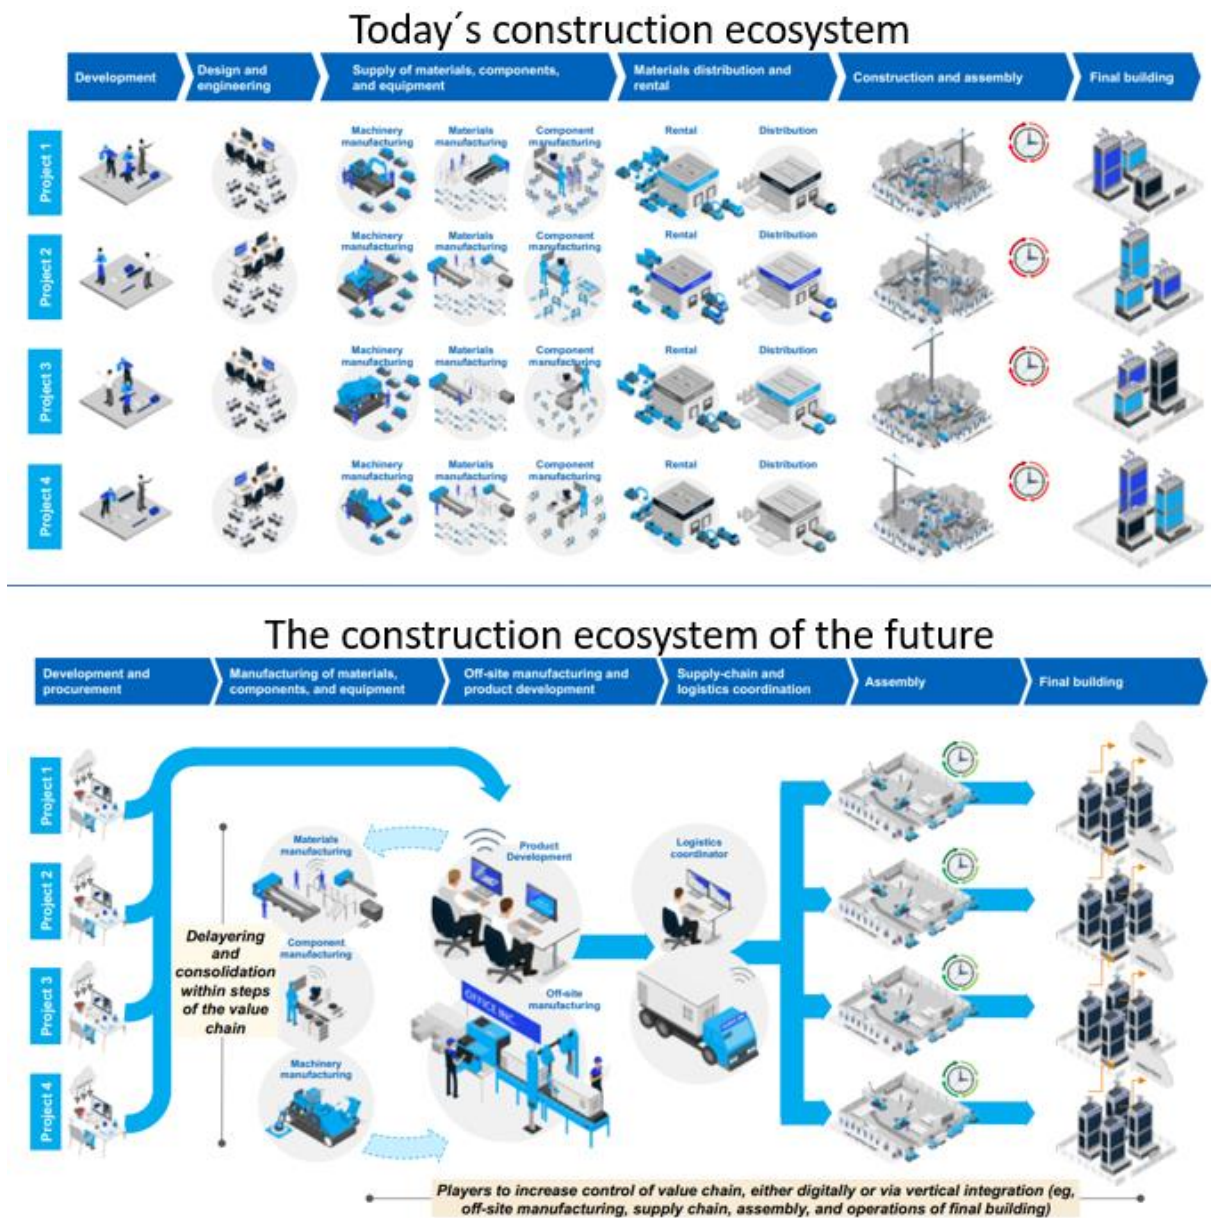 Today´s construction ecosystem
Development
Design and
engineering
Supply of materials, components,
and equipment
Materials distribution and
rental
Construction and assembly
Final building
Project 1
Machinery
manufacturing
Materials
manufacturing
Component
manufacturing
Rental
Distribution
Project 2
Machinery
manufacturing
Materials
manufacturing
Component
manufacturing
Rental
Distribution
Project 3
Machinery
manufacturing
Materials
manufacturing
Component
manufacturing
Rental
Distribution
Project 4
Machinery
manufacturing
Materials
manufacturing
Component
manufacturing
Rental
Distribution
The construction ecosystem of the future
Development and
procurement
Manufacturing of materials,
components, and equipment
Off-site manufacturing and
product development
Supply-chain and
logistics coordination
Assembly
Final building
Project 1
Project 2
Project 3
Project 4
Delayering
and
consolidation
within steps
of the value
chain
Materials
manufacturing
Component
manufacturing
Machinery
manufacturing
Product
Development
Off-site
manufacturing
OFFICE INC.
Logistics
coordinator
Players to increase control of value chain, either digitally or via vertical integration (eg,
off-site manufacturing, supply chain, assembly, and operations of final building)